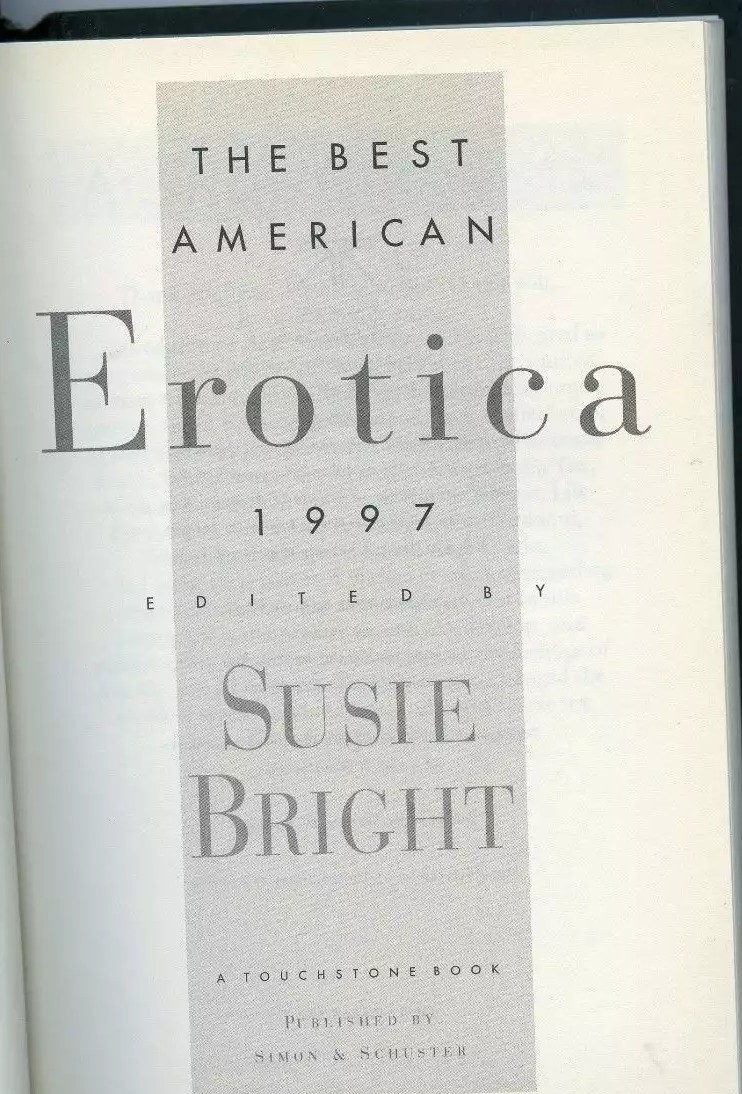 THE BEST
AMERICAN
Erotica
1997
EDITED BY
SUSIE
BRIGHT
A TOUCHSTONE BOOK
PUBLISHED BY
SIMON & SCHUSTER